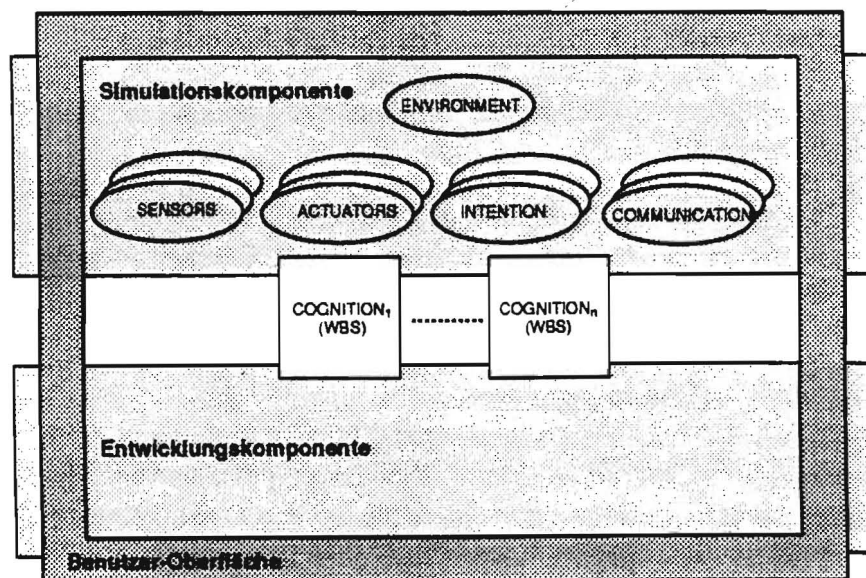 Simulationskomponente
ENVIRONMENT
SENSORS ACTUATORS INTENTION COMMUNICATION
COGNITION₁ ............ COGNITIONₙ
(WBS) (WBS)
Entwicklungskomponente
Benutzer-Oberfläche